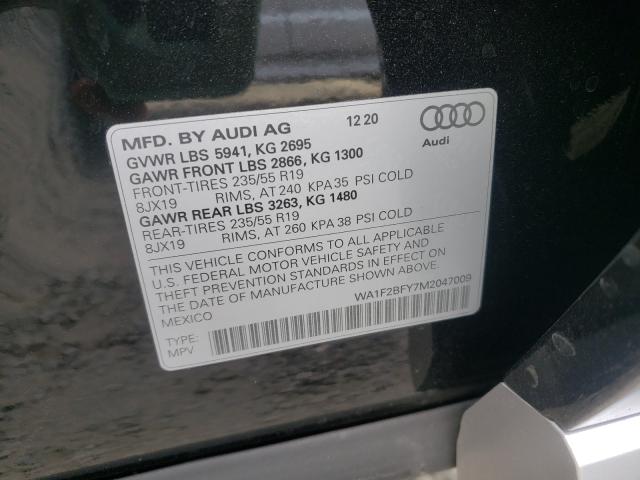 MFD. BY AUDI AG 12 20
Audi
GVWR LBS 5941, KG 2695
GAWR FRONT LBS 2866, KG 1300
FRONT-TIRES 235/55 R19
8JX19 RIMS, AT 240 KPA 35 PSI COLD
GAWR REAR LBS 3263, KG 1480
REAR-TIRES 235/55 R19
8JX19 RIMS, AT 260 KPA 38 PSI COLD
THIS VEHICLE CONFORMS TO ALL APPLICABLE
U.S. FEDERAL MOTOR VEHICLE SAFETY AND
THEFT PREVENTION STANDARDS IN EFFECT ON
THE DATE OF MANUFACTURE SHOWN ABOVE.
MEXICO WA1F2BFY7M2047009
TYPE:
MPV